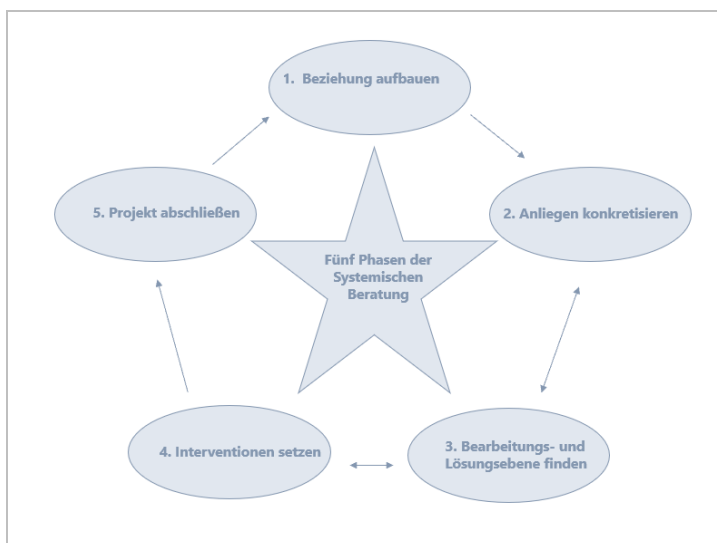 1. Beziehung aufbauen
2. Anliegen konkretisieren
5. Projekt abschließen
Fünf Phasen der
Systemischen
Beratung
3. Bearbeitungs- und
Lösungsebene finden
4. Interventionen setzen